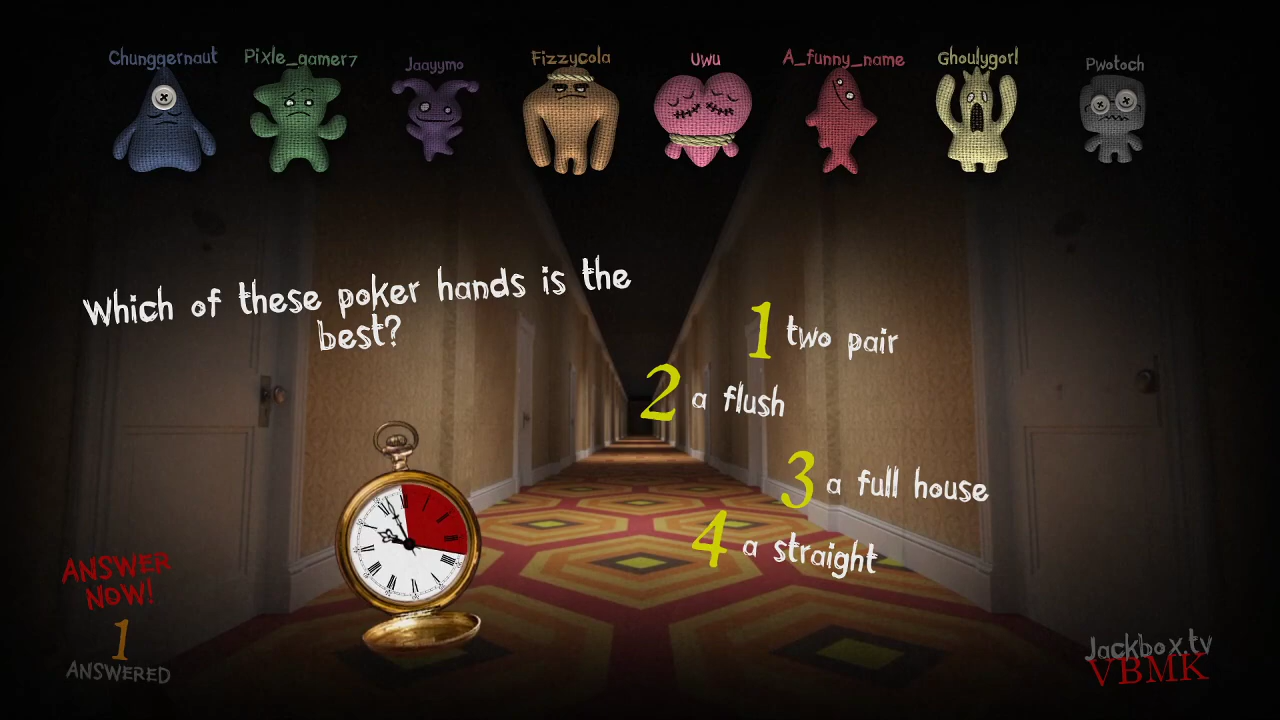 Chunggernaut
Pixle_gamer7
Jaayymo
Fizzycola
Uwu
A_funny_name
Ghoulygorl
Pwotoch
Which of these poker hands is the
best?
1 two pair
2 a flush
3 a full house
4 a straight
ANSWER
NOW!
1
ANSWERED
Jackbox.tv
VBMK